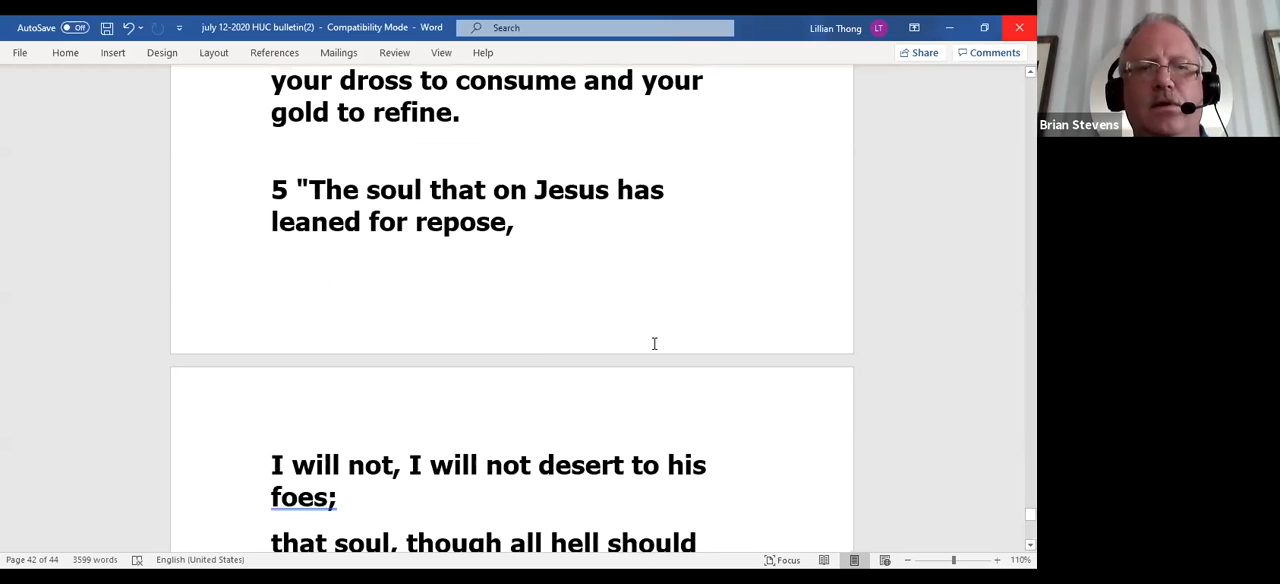 AutoSave Off july 12-2020 HUC bulletin(2) - Compatibility Mode - Word Search Lillian Thong LT
File Home Insert Design Layout References Mailings Review View Help Share Comments
your dross to consume and your
gold to refine.
5 "The soul that on Jesus has
leaned for repose,
I will not, I will not desert to his
foes;
that soul, though all hell should
Page 42 of 44 3599 words English (United States) Focus 110%
Brian Stevens